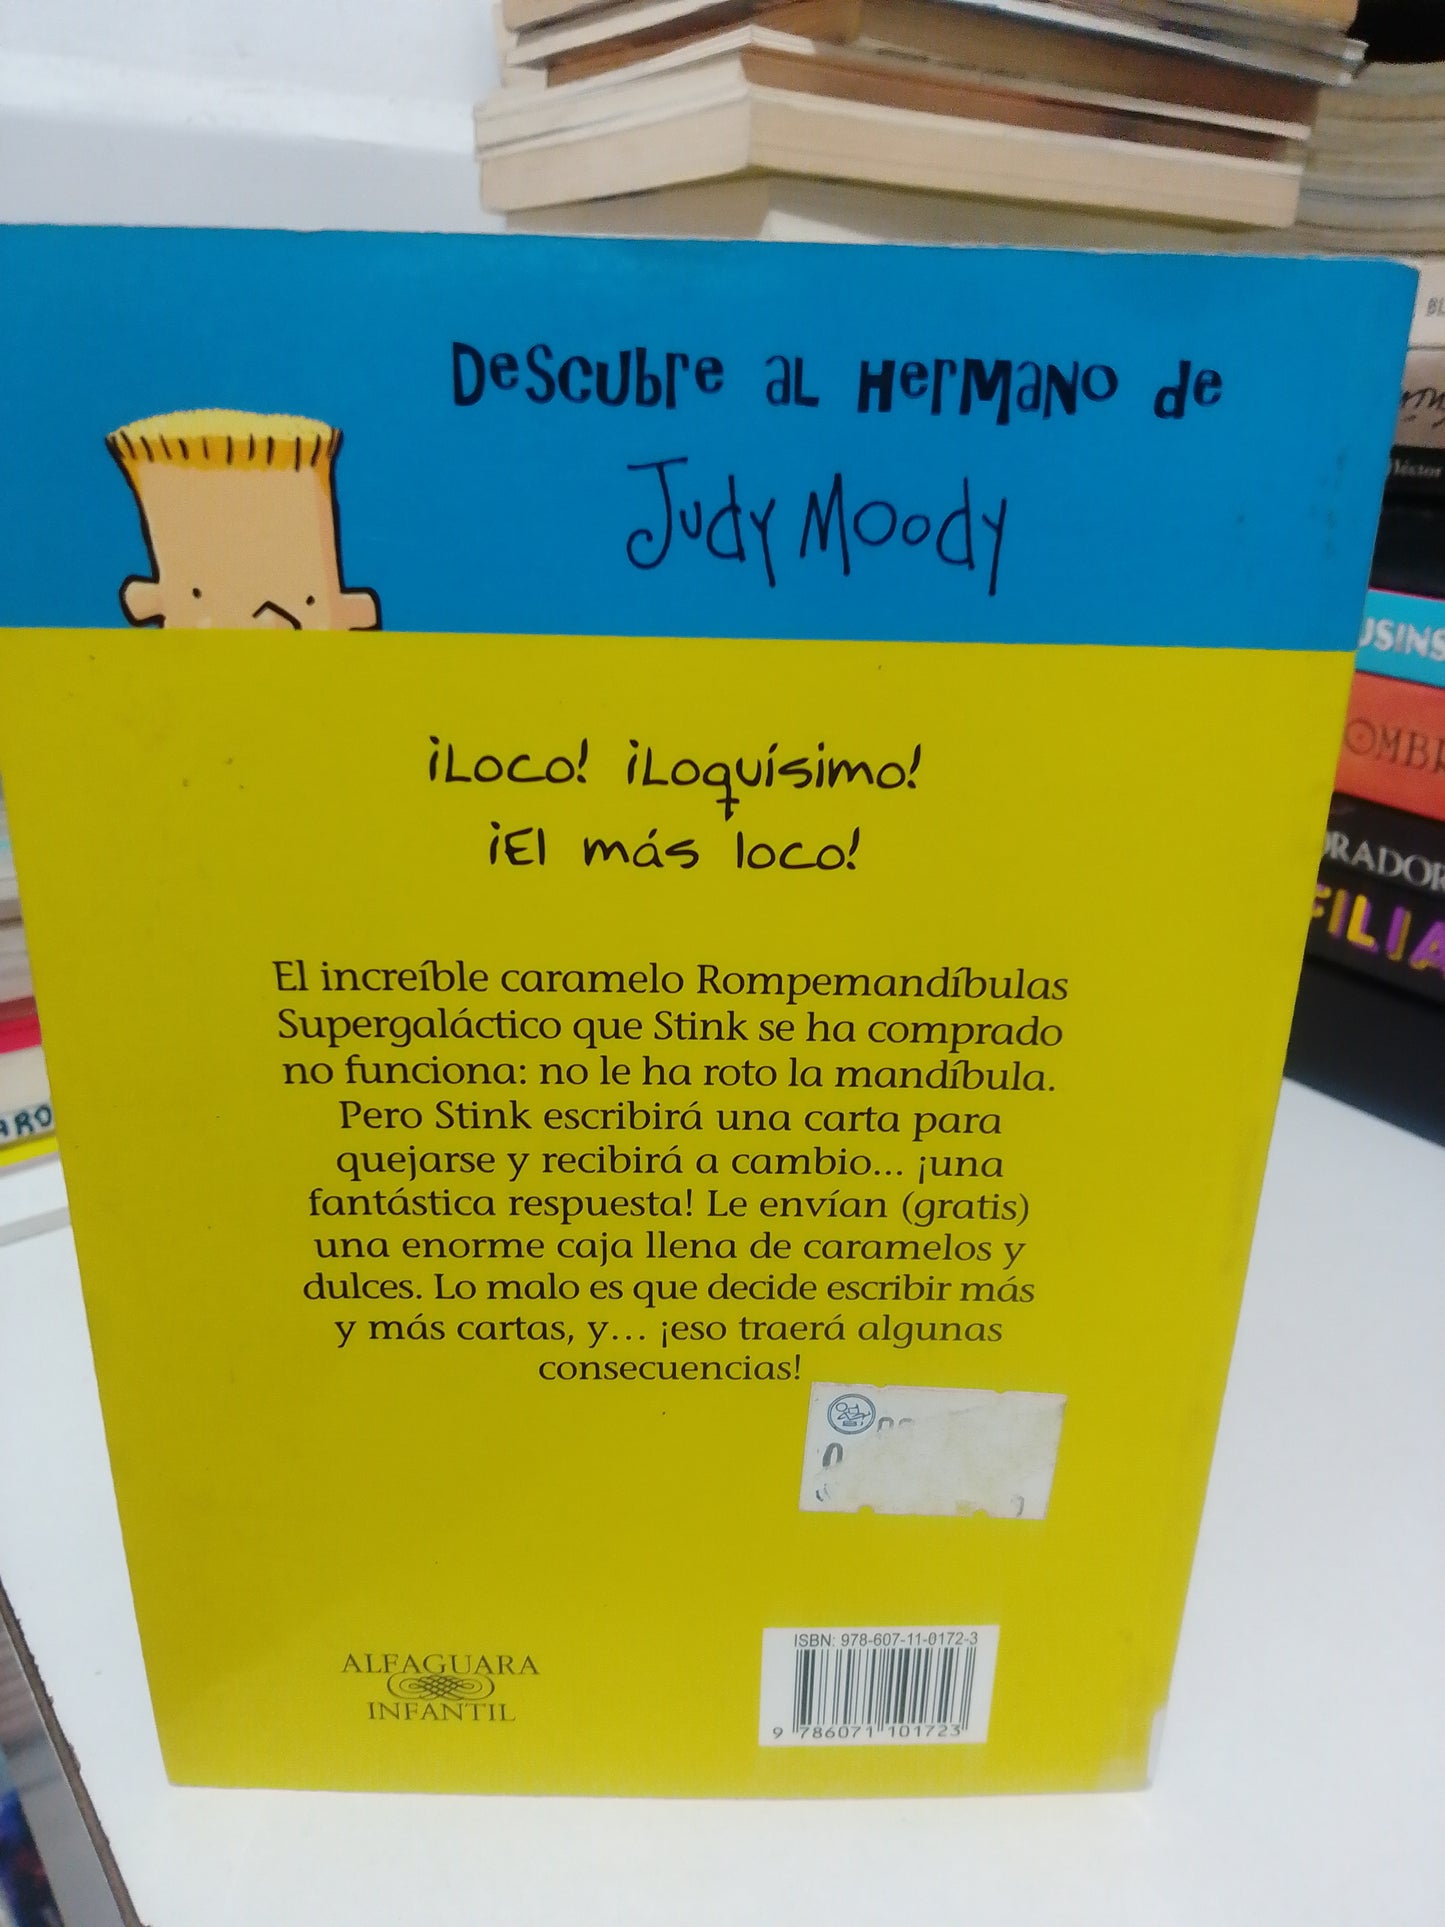 Descubre al hermano de
Judy Moody
¡Loco! ¡Loquísimo!
¡El más loco!
El increíble caramelo Rompemandíbulas
Supergaláctico que Stink se ha comprado
no funciona: no le ha roto la mandíbula.
Pero Stink escribirá una carta para
quejarse y recibirá a cambio... ¡una
fantástica respuesta! Le envían (gratis)
una enorme caja llena de caramelos y
dulces. Lo malo es que decide escribir más
y más cartas, y... ¡eso traerá algunas
consecuencias!
ALFAGUARA
INFANTIL
ISBN: 978-607-11-0172-3
9 786071 101723
Héctor